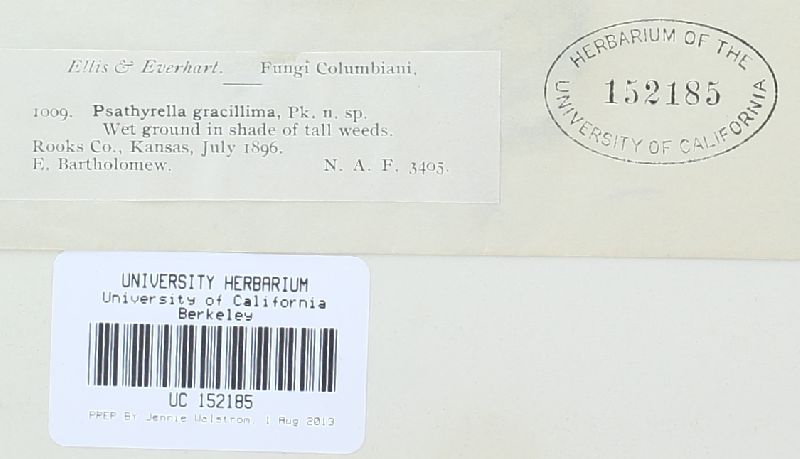 Ellis & Everhart. Fungi Columbiani,
1009. Psathyrella gracillima, Pk. n. sp.
Wet ground in shade of tall weeds.
Rooks Co., Kansas, July 1896.
E. Bartholomew. N. A. F. 3405.
HERBARIUM OF THE
152185
UNIVERSITY OF CALIFORNIA
UNIVERSITY HERBARIUM
University of California
Berkeley
UC 152185
PREP BY Jennie Walstrom, 1 Aug 2013